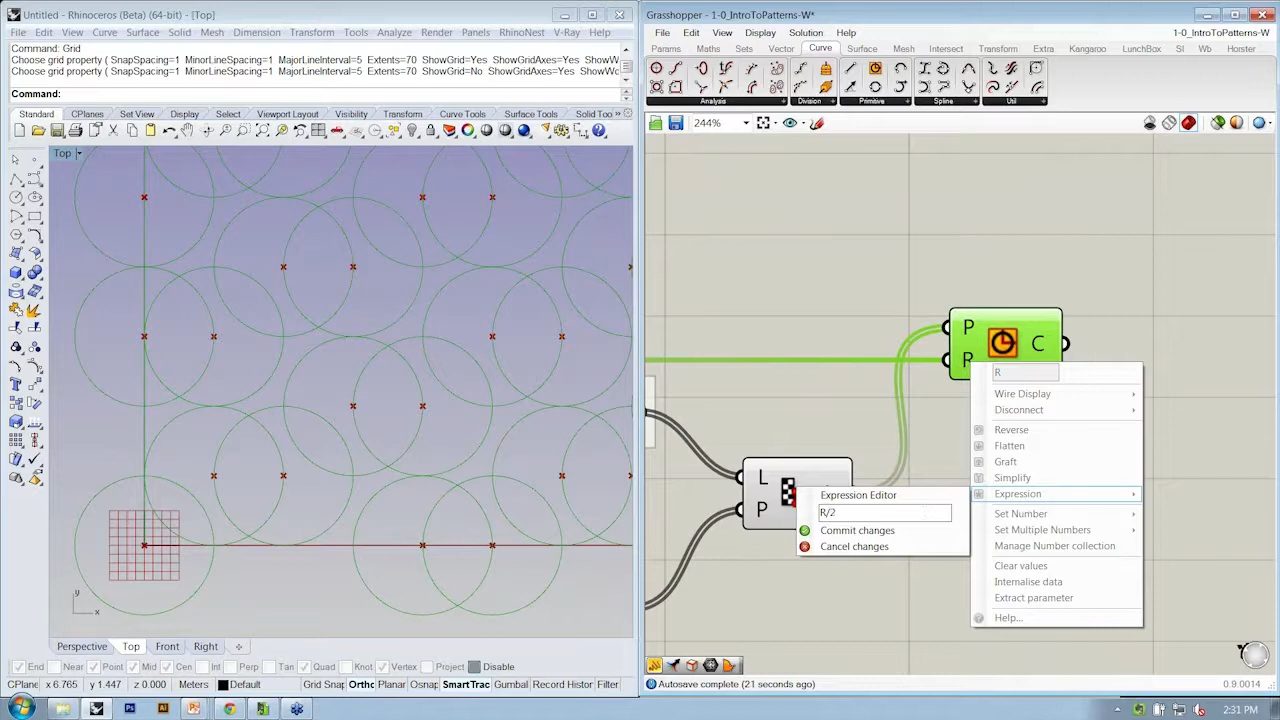 Untitled - Rhinoceros (Beta) (64-bit) - [Top]
File Edit View Curve Surface Solid Mesh Dimension Transform Tools Analyze Render Panels RhinoNest V-Ray Help
Command: Grid
Choose grid property ( SnapSpacing=1 MinorLineSpacing=1 MajorLineInterval=5 Extents=70 ShowGrid=Yes ShowGridAxes=Yes ShowWc
Choose grid property ( SnapSpacing=1 MinorLineSpacing=1 MajorLineInterval=5 Extents=70 ShowGrid=No ShowGridAxes=Yes ShowWo
Command:
Standard CPlanes Set View Display Select Viewport Layout Visibility Transform Curve Tools Surface Tools Solid Too »
Top
y
x
Perspective Top Front Right
End Near Point Mid Cen Int Perp Tan Quad Knot Vertex Project Disable
CPlane x 6.765 y 1.447 z 0.000 Meters Default Grid Snap Ortho Planar Osnap SmartTrac Gumbal Record Histor Filter
Grasshopper - 1-0_IntroToPatterns-W*
File Edit View Display Solution Help 1-0_IntroToPatterns-W
Params Maths Sets Vector Curve Surface Mesh Intersect Transform Extra Kangaroo LunchBox SI Wb Horster
Analysis Division Primitive Spline Util
244%
P
R
C
L
P
R
Wire Display
Disconnect
Reverse
Flatten
Graft
Simplify
Expression
Set Number
Set Multiple Numbers
Manage Number collection
Clear values
Internalise data
Extract parameter
Help...
Expression Editor
R/2
Commit changes
Cancel changes
Autosave complete (21 seconds ago) 0.9.0014
2:31 PM